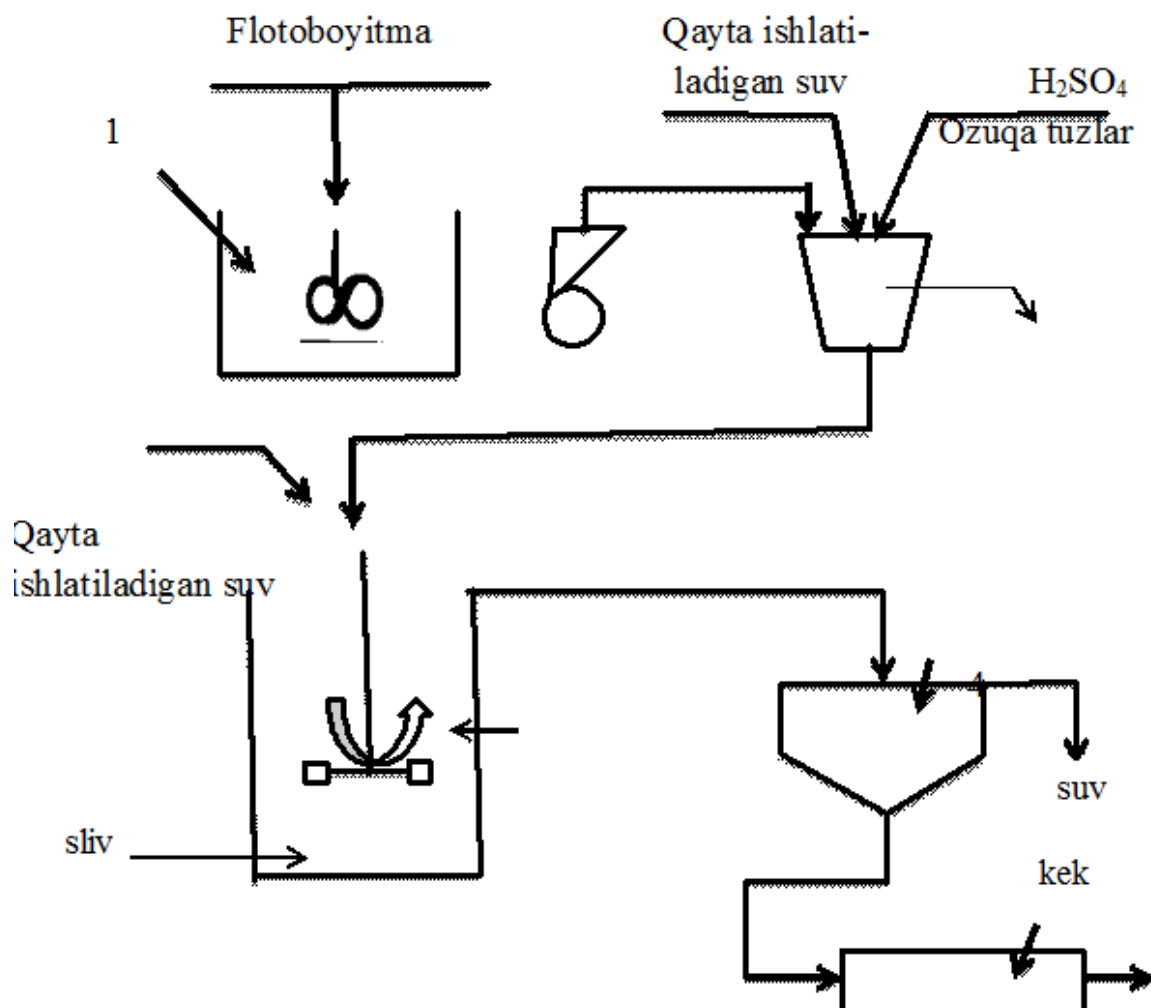 Flotoboyitma
Qayta ishlati-
ladigan suv
H₂SO₄
Ozuqa tuzlar
1
Qayta
ishlatiladigan suv
4
suv
sliv
kek